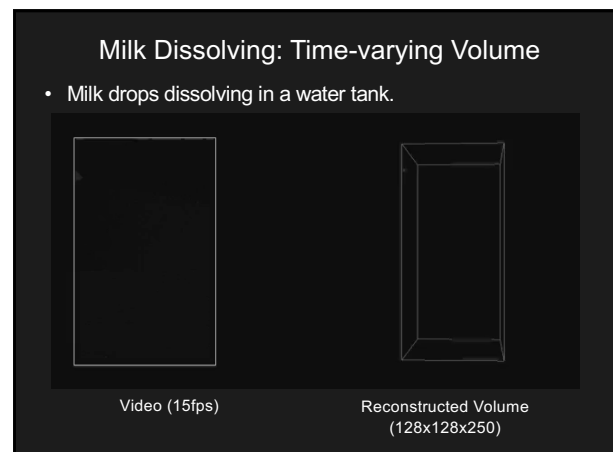 Milk Dissolving: Time-varying Volume
• Milk drops dissolving in a water tank.
Video (15fps)
Reconstructed Volume
(128x128x250)